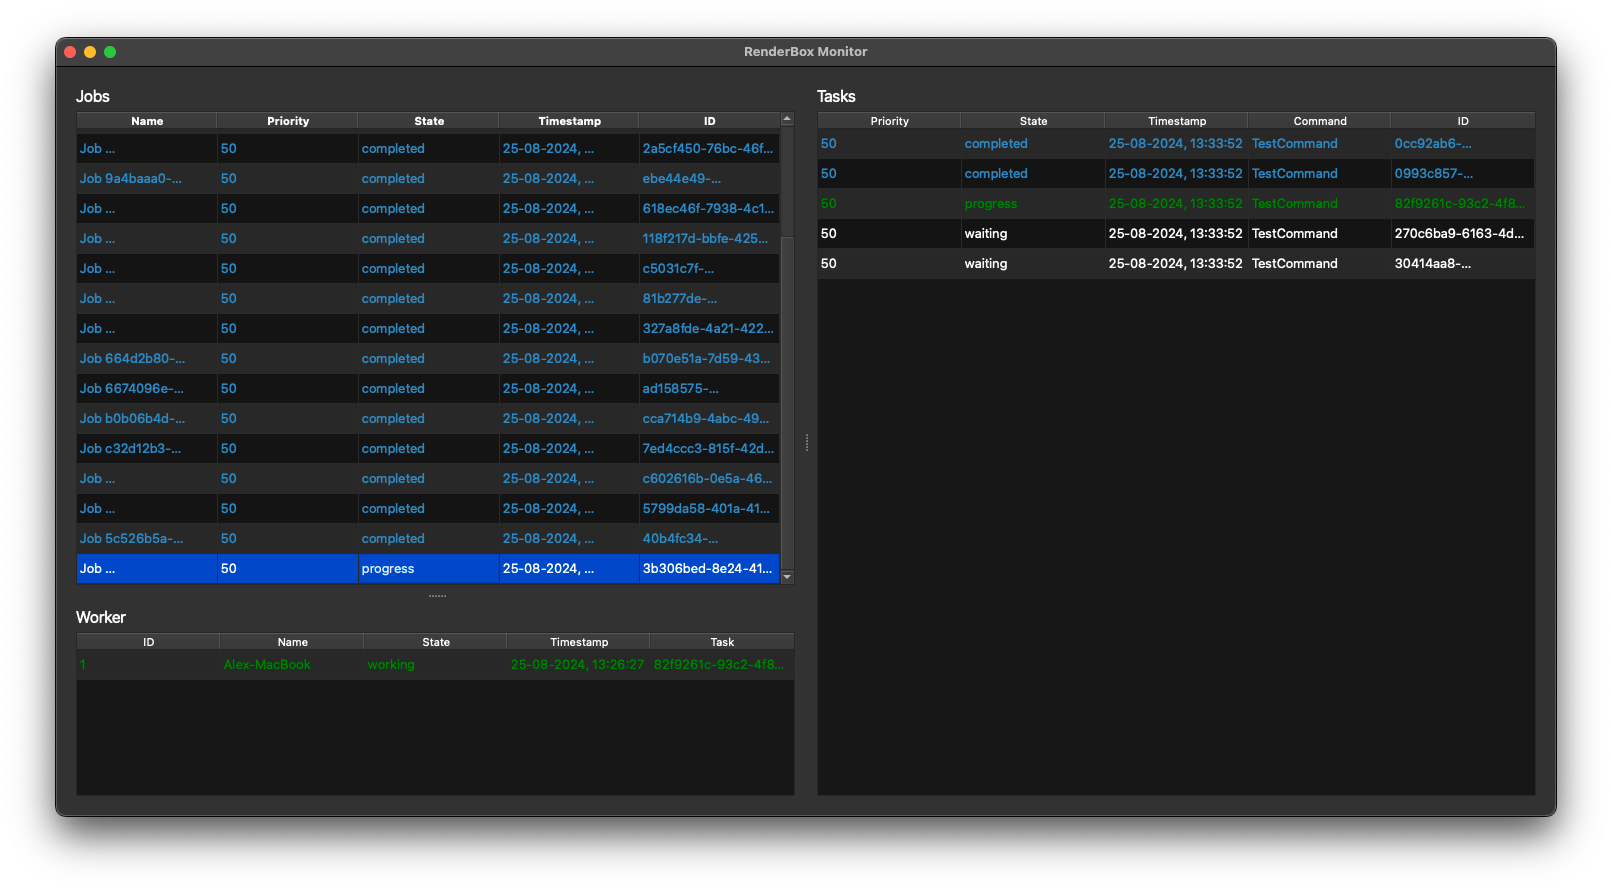 RenderBox Monitor
Jobs
Name Priority State Timestamp ID
Job ... 50 completed 25-08-2024, ... 2a5cf450-76bc-46f...
Job 9a4baaa0-... 50 completed 25-08-2024, ... ebe44e49-...
Job ... 50 completed 25-08-2024, ... 618ec46f-7938-4c1...
Job ... 50 completed 25-08-2024, ... 118f217d-bbfe-425...
Job ... 50 completed 25-08-2024, ... c5031c7f-...
Job ... 50 completed 25-08-2024, ... 81b277de-...
Job ... 50 completed 25-08-2024, ... 327a8fde-4a21-422...
Job 664d2b80-... 50 completed 25-08-2024, ... b070e51a-7d59-43...
Job 6674096e-... 50 completed 25-08-2024, ... ad158575-...
Job b0b06b4d-... 50 completed 25-08-2024, ... cca714b9-4abc-49...
Job c32d12b3-... 50 completed 25-08-2024, ... 7ed4ccc3-815f-42d...
Job ... 50 completed 25-08-2024, ... c602616b-0e5a-46...
Job ... 50 completed 25-08-2024, ... 5799da58-401a-41...
Job 5c526b5a-... 50 completed 25-08-2024, ... 40b4fc34-...
Job ... 50 progress 25-08-2024, ... 3b306bed-8e24-41...
Worker
ID Name State Timestamp Task
1 Alex-MacBook working 25-08-2024, 13:26:27 82f9261c-93c2-4f8...
Tasks
Priority State Timestamp Command ID
50 completed 25-08-2024, 13:33:52 TestCommand 0cc92ab6-...
50 completed 25-08-2024, 13:33:52 TestCommand 0993c857-...
50 progress 25-08-2024, 13:33:52 TestCommand 82f9261c-93c2-4f8...
50 waiting 25-08-2024, 13:33:52 TestCommand 270c6ba9-6163-4d...
50 waiting 25-08-2024, 13:33:52 TestCommand 30414aa8-...